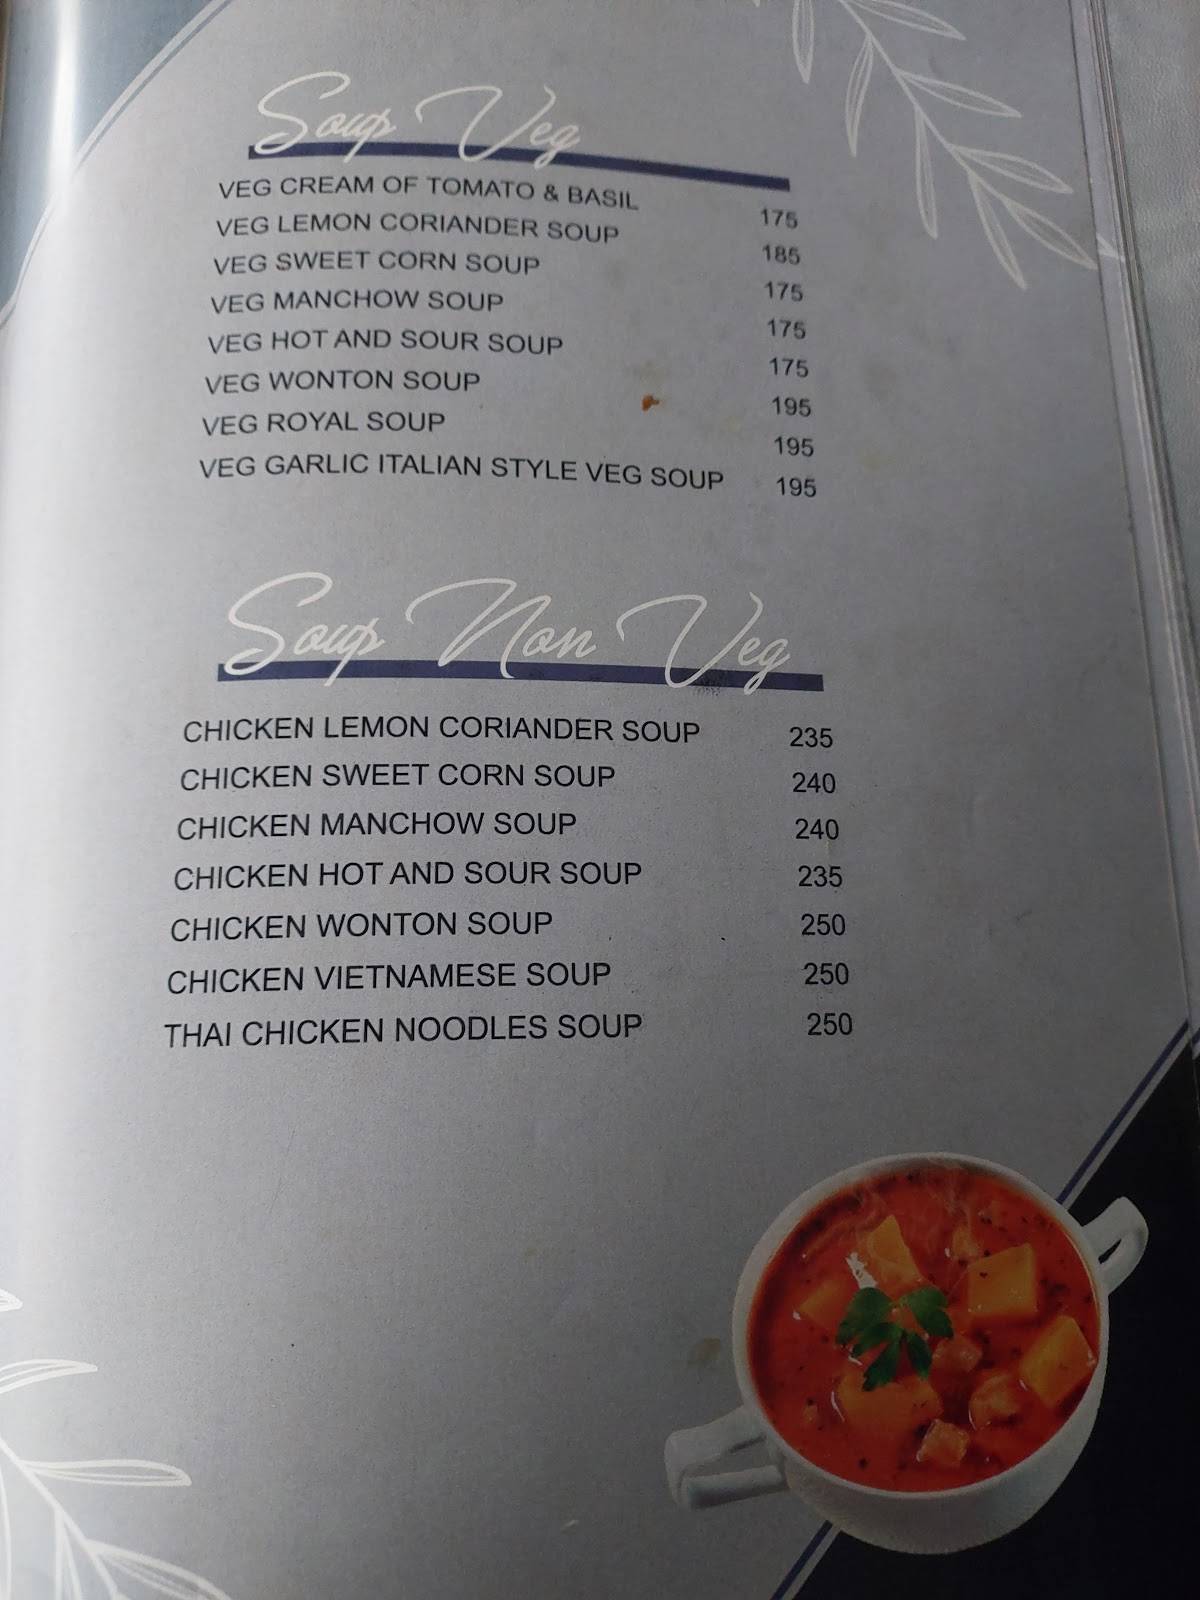 Soup Veg
VEG CREAM OF TOMATO & BASIL 175
VEG LEMON CORIANDER SOUP 185
VEG SWEET CORN SOUP 175
VEG MANCHOW SOUP 175
VEG HOT AND SOUR SOUP 175
VEG WONTON SOUP 195
VEG ROYAL SOUP 195
VEG GARLIC ITALIAN STYLE VEG SOUP 195
Soup Non Veg
CHICKEN LEMON CORIANDER SOUP 235
CHICKEN SWEET CORN SOUP 240
CHICKEN MANCHOW SOUP 240
CHICKEN HOT AND SOUR SOUP 235
CHICKEN WONTON SOUP 250
CHICKEN VIETNAMESE SOUP 250
THAI CHICKEN NOODLES SOUP 250